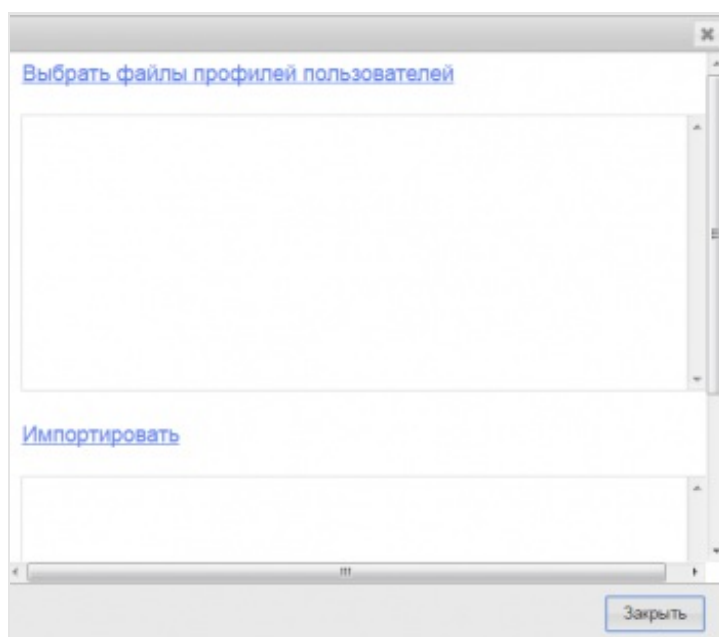 Выбрать файлы профилей пользователей
Импортировать
Закрыть